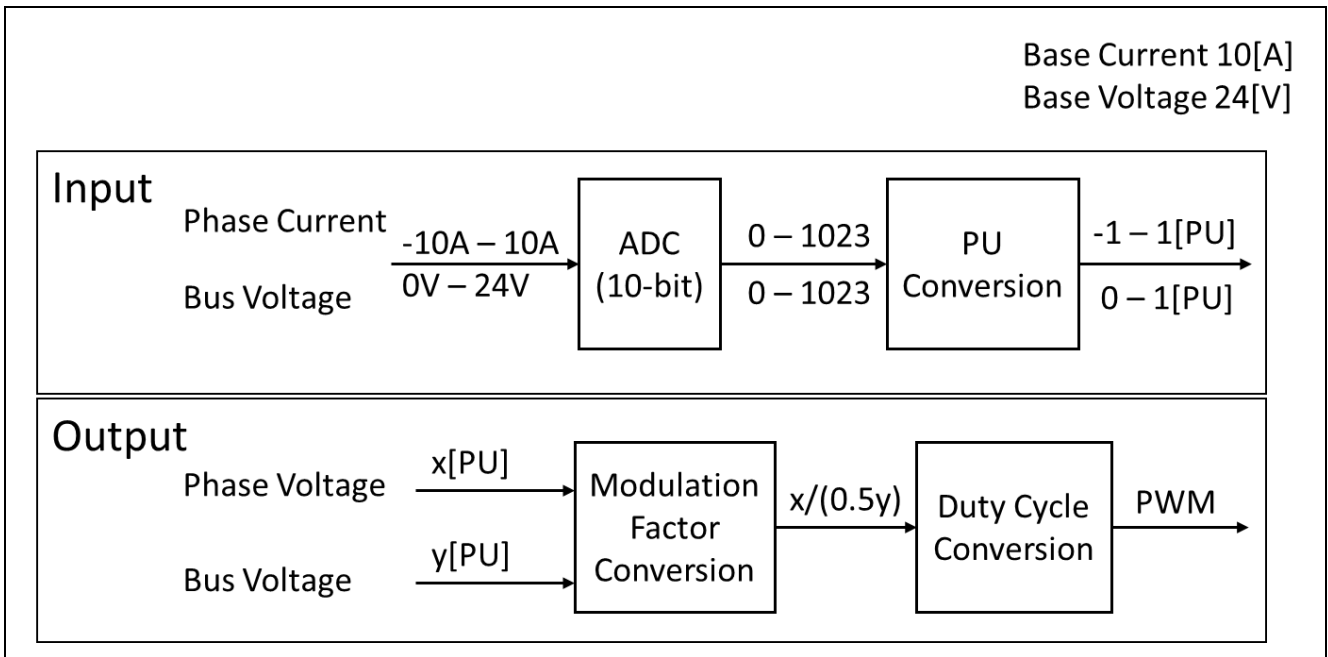 Base Current 10[A]
Base Voltage 24[V]
Input
Phase Current
Bus Voltage
-10A – 10A
0V – 24V
ADC
(10-bit)
0 – 1023
0 – 1023
PU
Conversion
-1 – 1[PU]
0 – 1[PU]
Output
Phase Voltage
x[PU]
Bus Voltage
y[PU]
Modulation
Factor
Conversion
x/(0.5y)
Duty Cycle
Conversion
PWM